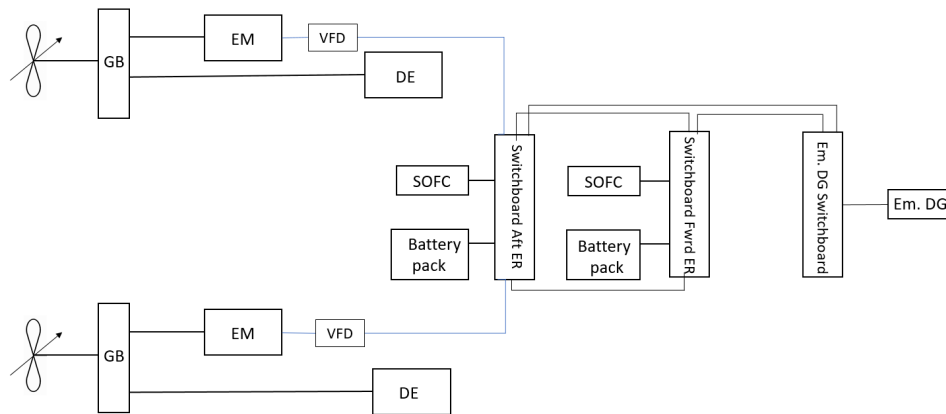 EM
VFD
GB
DE
SOFC
Battery
pack
Switchboard Aft ER
SOFC
Battery
pack
Switchboard Fwrd ER
Em. DG Switchboard
Em. DG
EM
VFD
GB
DE